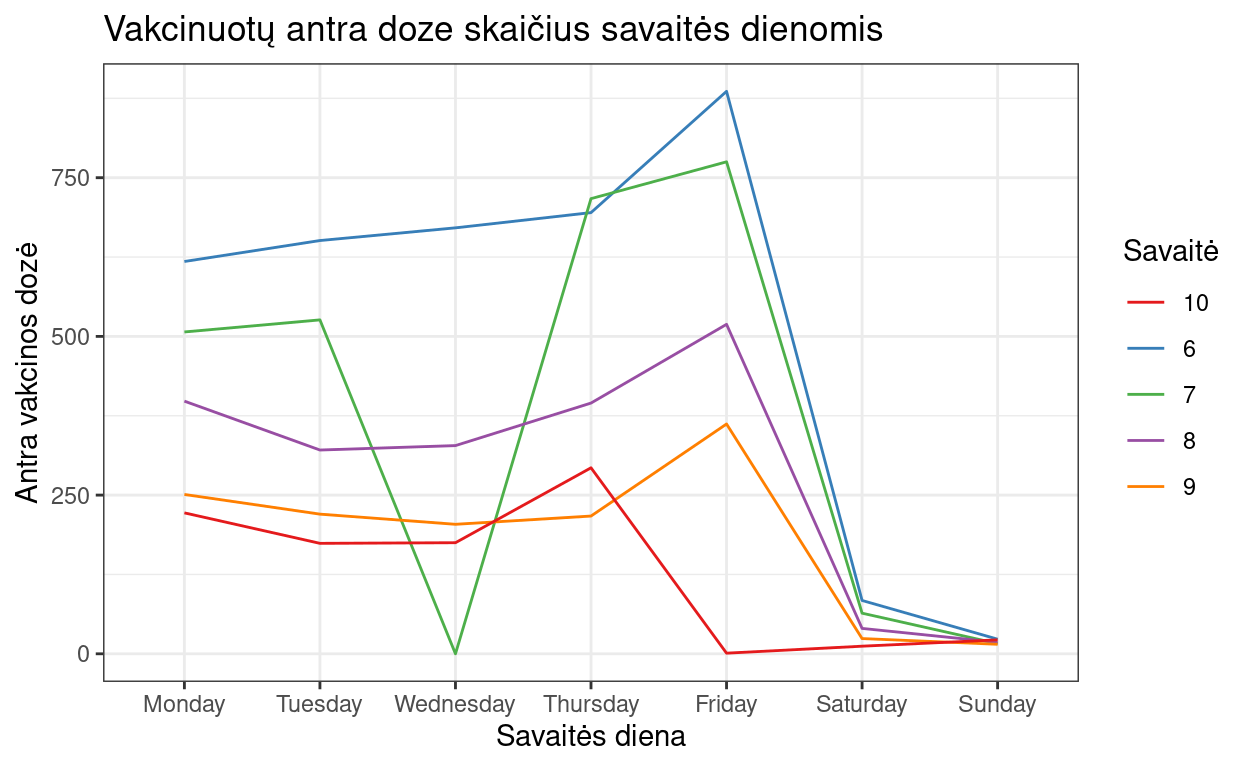 Vakcinuotų antra doze skaičius savaitės dienomis
Antra vakcinos dozė
750
500
250
0
Monday Tuesday Wednesday Thursday Friday Saturday Sunday
Savaitės diena
Savaitė
10
6
7
8
9